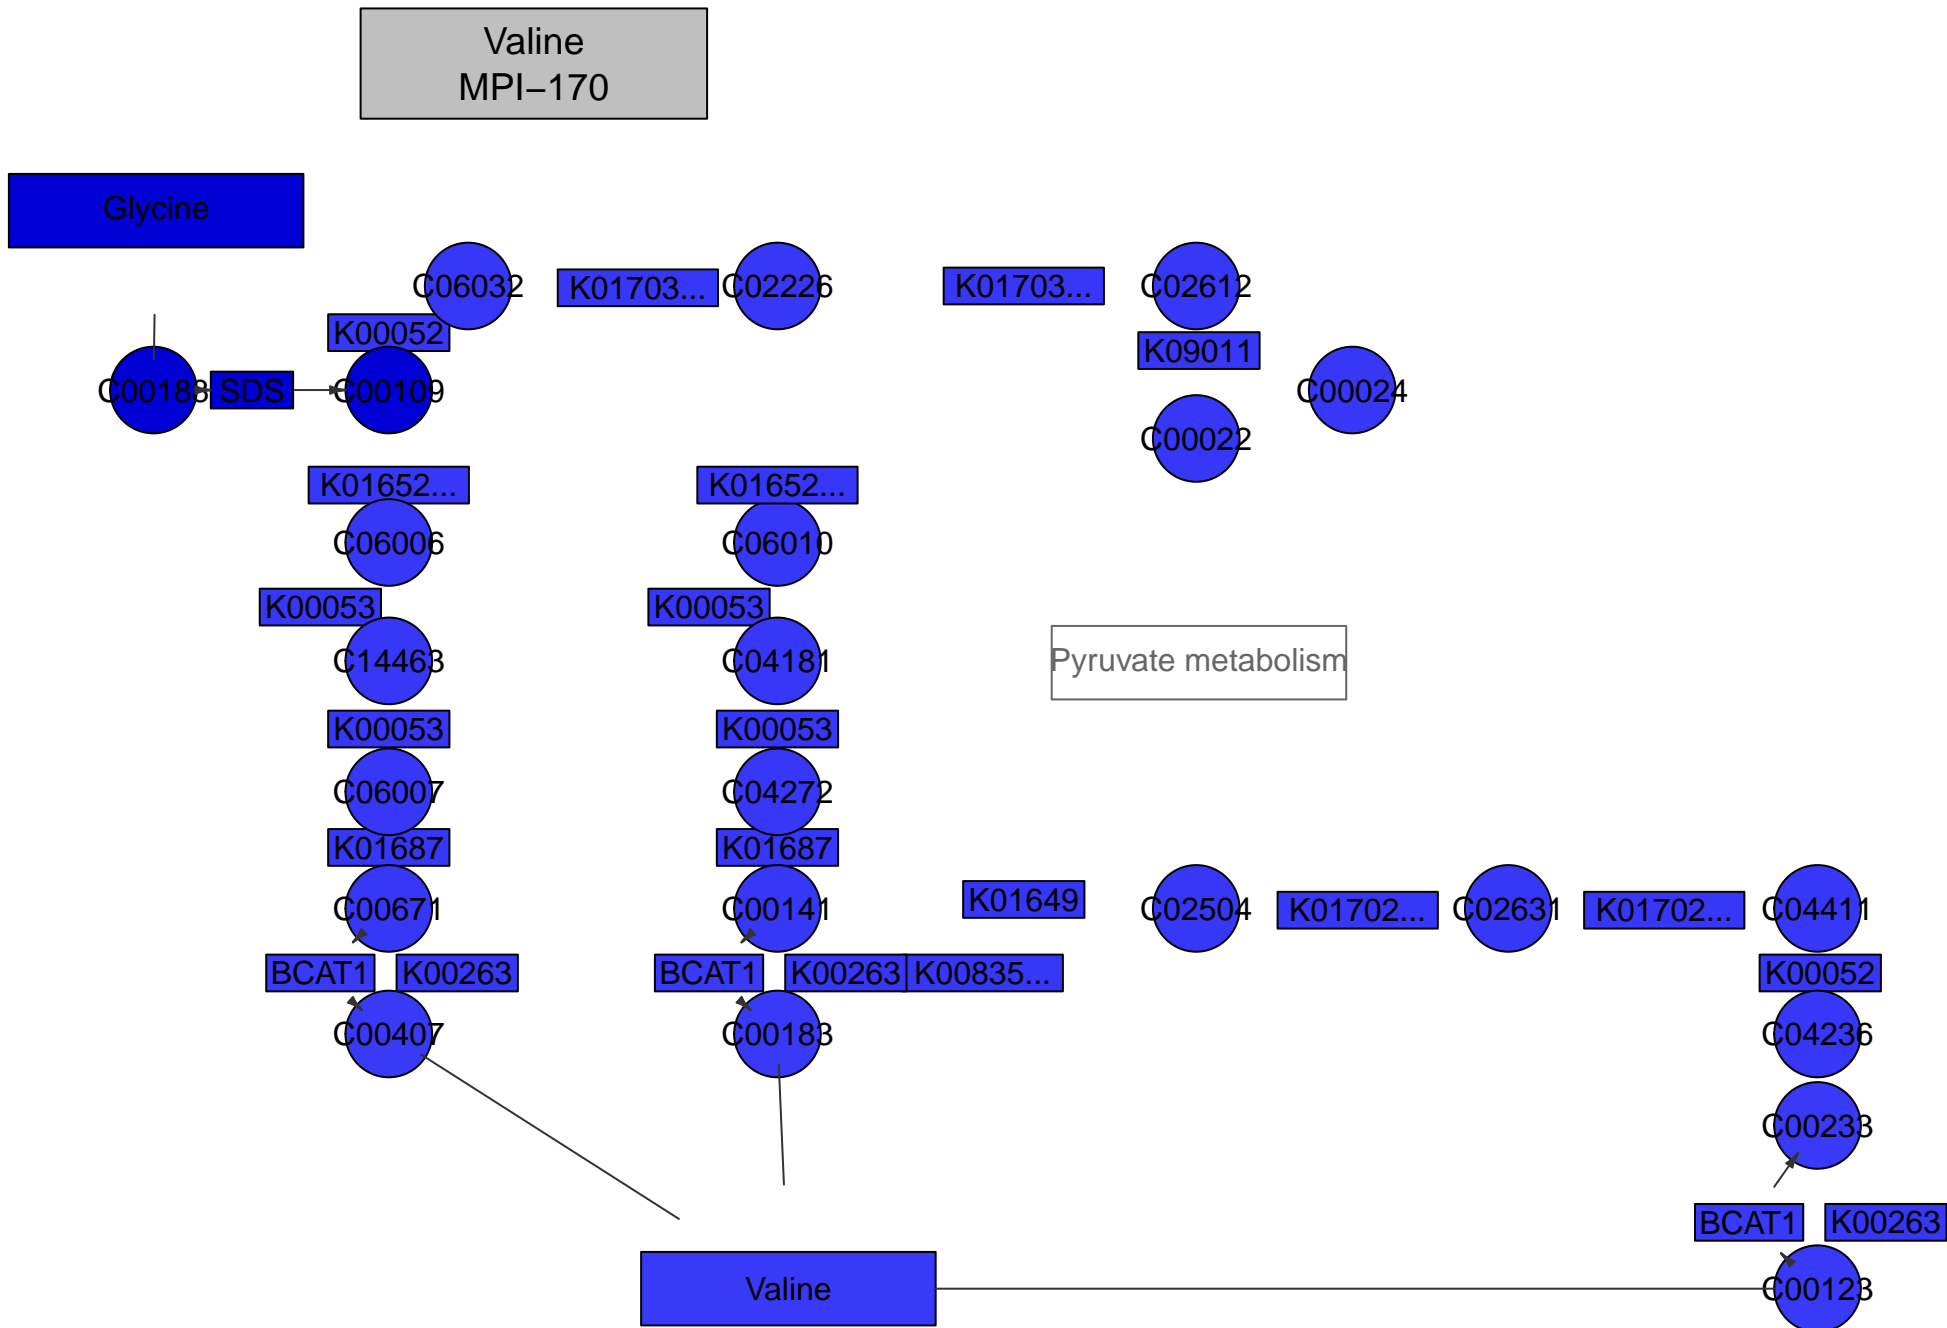 Valine
MPI−170
Glycine
C06032
K01703...
C02226
K01703...
C02612
K00052
K09011
C00188
SDS
C00109
C00024
C00022
K01652...
K01652...
C06006
C06010
K00053
K00053
C14463
C04181
Pyruvate metabolism
K00053
K00053
C06007
C04272
K01687
K01687
C00671
C00141
K01649
C02504
K01702...
C02631
K01702...
C04411
BCAT1
K00263
BCAT1
K00263
K00835...
K00052
C00407
C00183
C04236
C00233
BCAT1
K00263
Valine
C00123